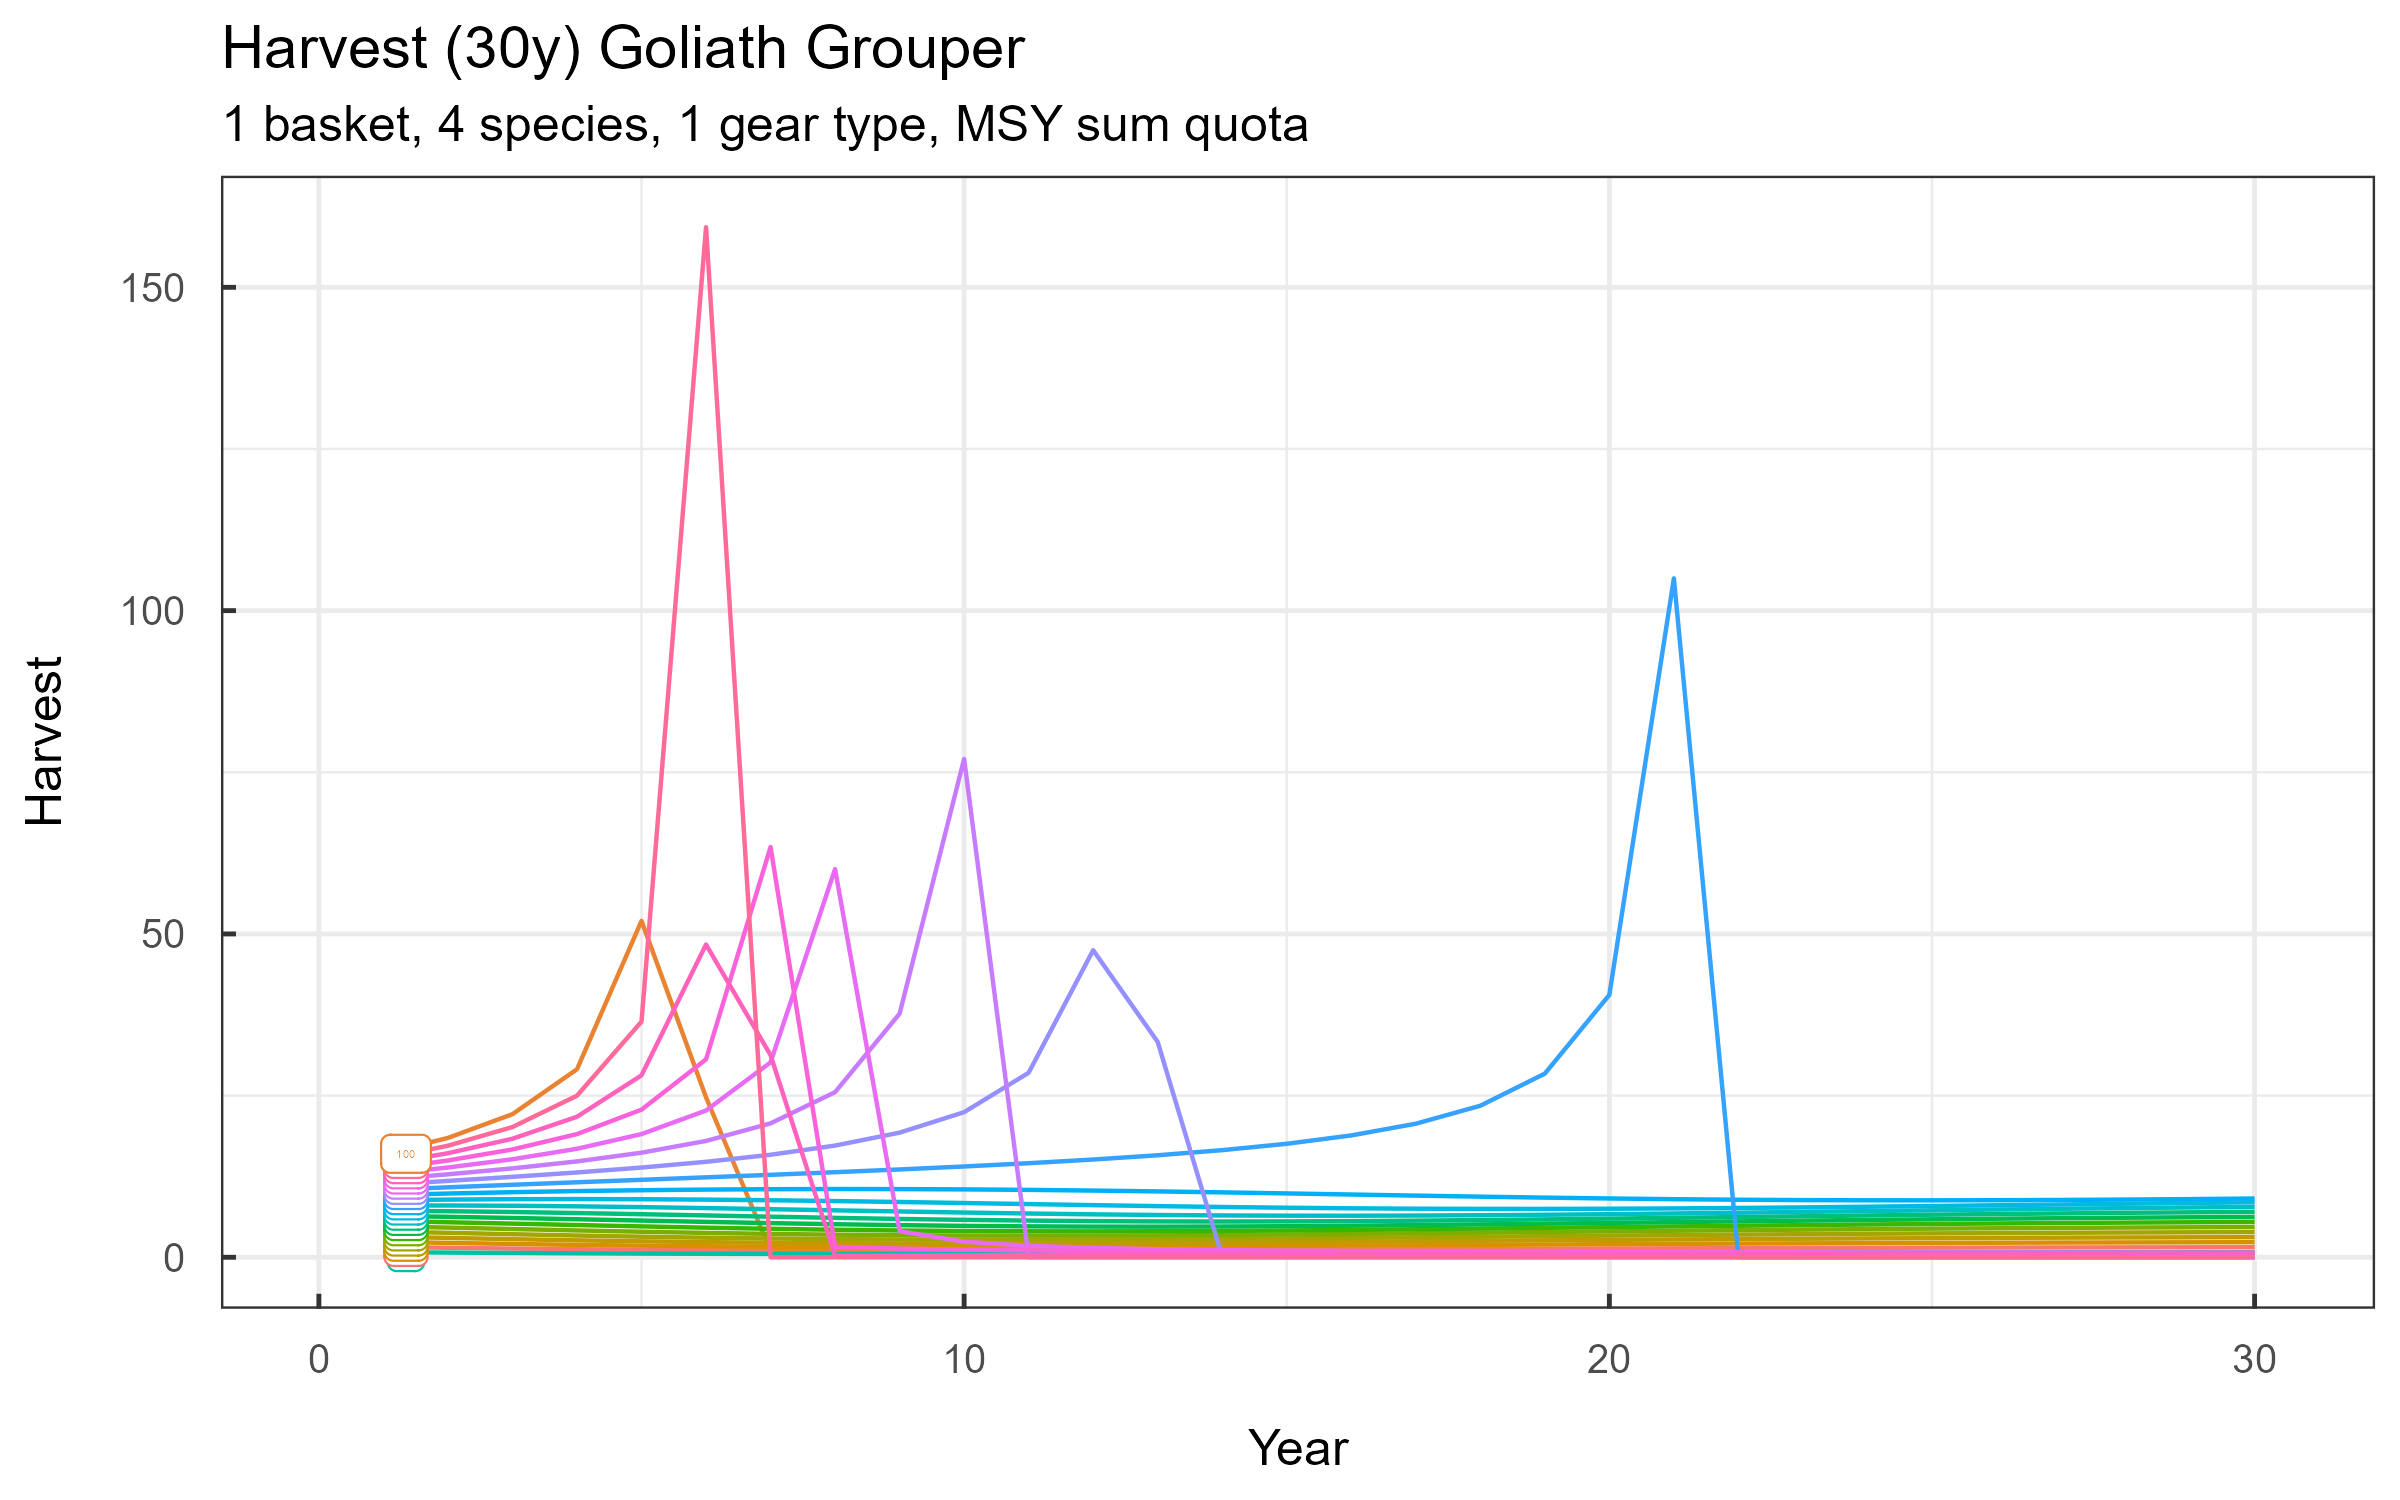 Harvest (30y) Goliath Grouper
1 basket, 4 species, 1 gear type, MSY sum quota
Harvest
150
100
50
0
100
0
10
20
30
Year